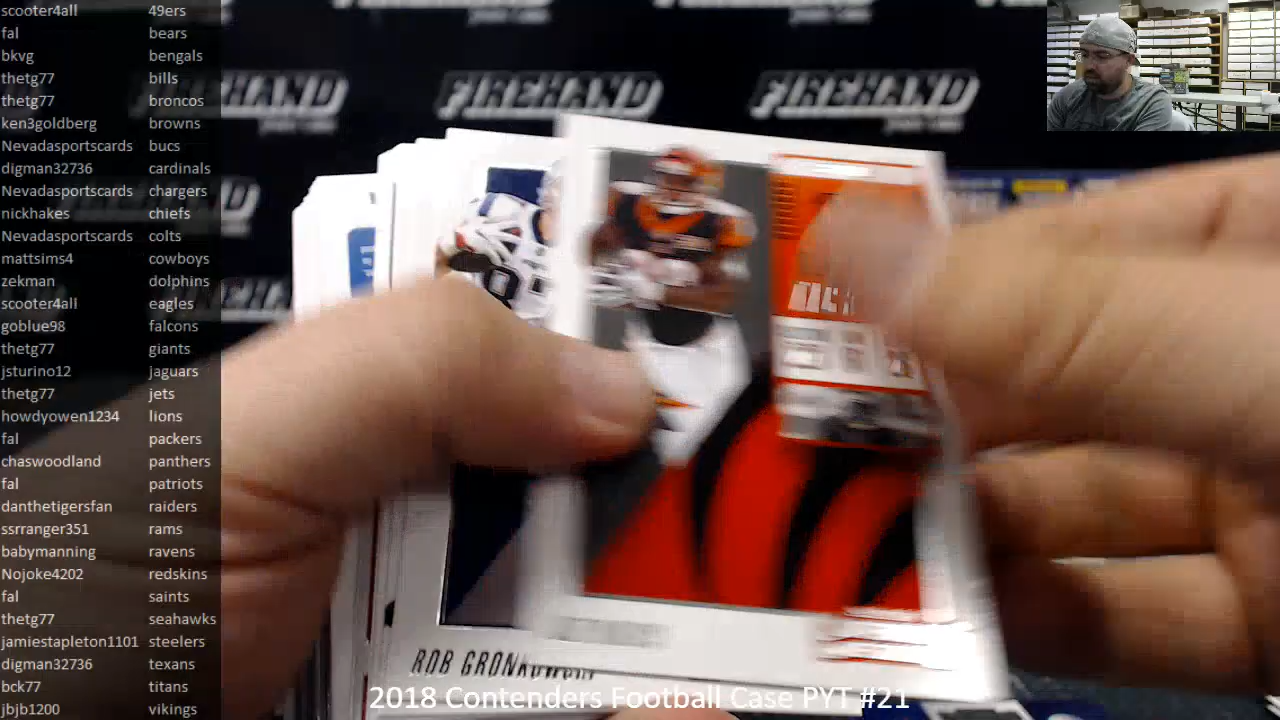 scooter4all 49ers
fal bears
bkvg bengals
thetg77 bills
thetg77 broncos
ken3goldberg browns
Nevadasportscards bucs
digman32736 cardinals
Nevadasportscards chargers
nickhakes chiefs
Nevadasportscards colts
mattsims4 cowboys
zekman dolphins
scooter4all eagles
goblue98 falcons
thetg77 giants
jsturino12 jaguars
thetg77 jets
howdyowen1234 lions
fal packers
chaswoodland panthers
fal patriots
danthetigersfan raiders
ssrranger351 rams
babymanning ravens
Nojoke4202 redskins
fal saints
thetg77 seahawks
jamiestapleton1101 steelers
digman32736 texans
bck77 titans
jbjb1200 vikings
FIREHAND FIREHAND FIREHAND
ROB GRONKOWSKI
2018 Contenders Football Case PYT #21